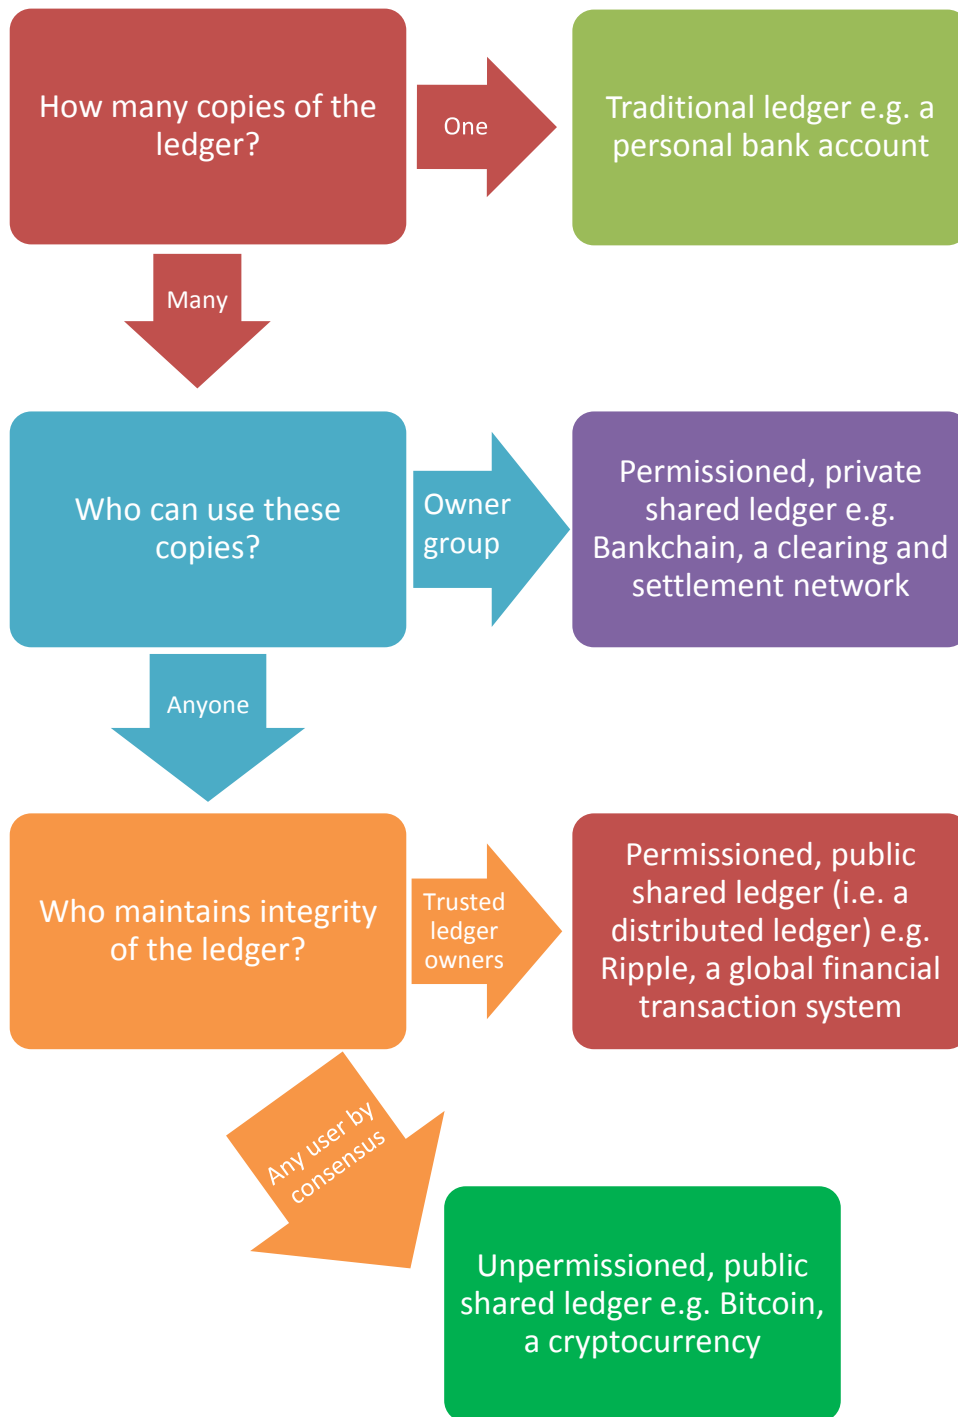 How many copies of the
ledger?
One
Traditional ledger e.g. a
personal bank account
Many
Who can use these
copies?
Owner
group
Permissioned, private
shared ledger e.g.
Bankchain, a clearing and
settlement network
Anyone
Who maintains integrity
of the ledger?
Trusted
ledger
owners
Permissioned, public
shared ledger (i.e. a
distributed ledger) e.g.
Ripple, a global financial
transaction system
Any user by
consensus
Unpermissioned, public
shared ledger e.g. Bitcoin,
a cryptocurrency